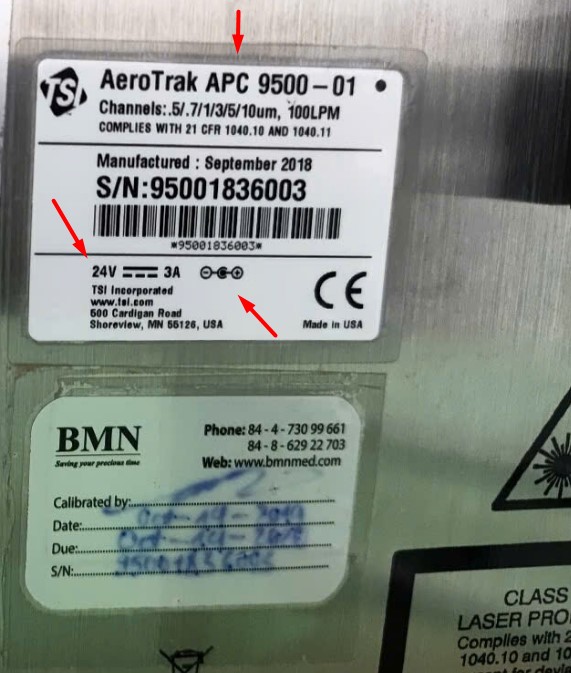 TSI
AeroTrak APC 9500-01
Channels:.5/.7/1/3/5/10um, 100LPM
COMPLIES WITH 21 CFR 1040.10 AND 1040.11
Manufactured : September 2018
S/N:95001836003
*95001836003*
24V 3A
TSI Incorporated
www.tsi.com
500 Cardigan Road
Shoreview, MN 55126, USA
CE
Made in USA
BMN
Saving your precious time
Phone: 84 - 4 - 730 99 661
84 - 8 - 629 22 703
Web: www.bmnmed.com
Calibrated by:
Date:
Due:
S/N: 95001836003
CLASS
LASER PRO
Complies with 2
1040.10 and 10